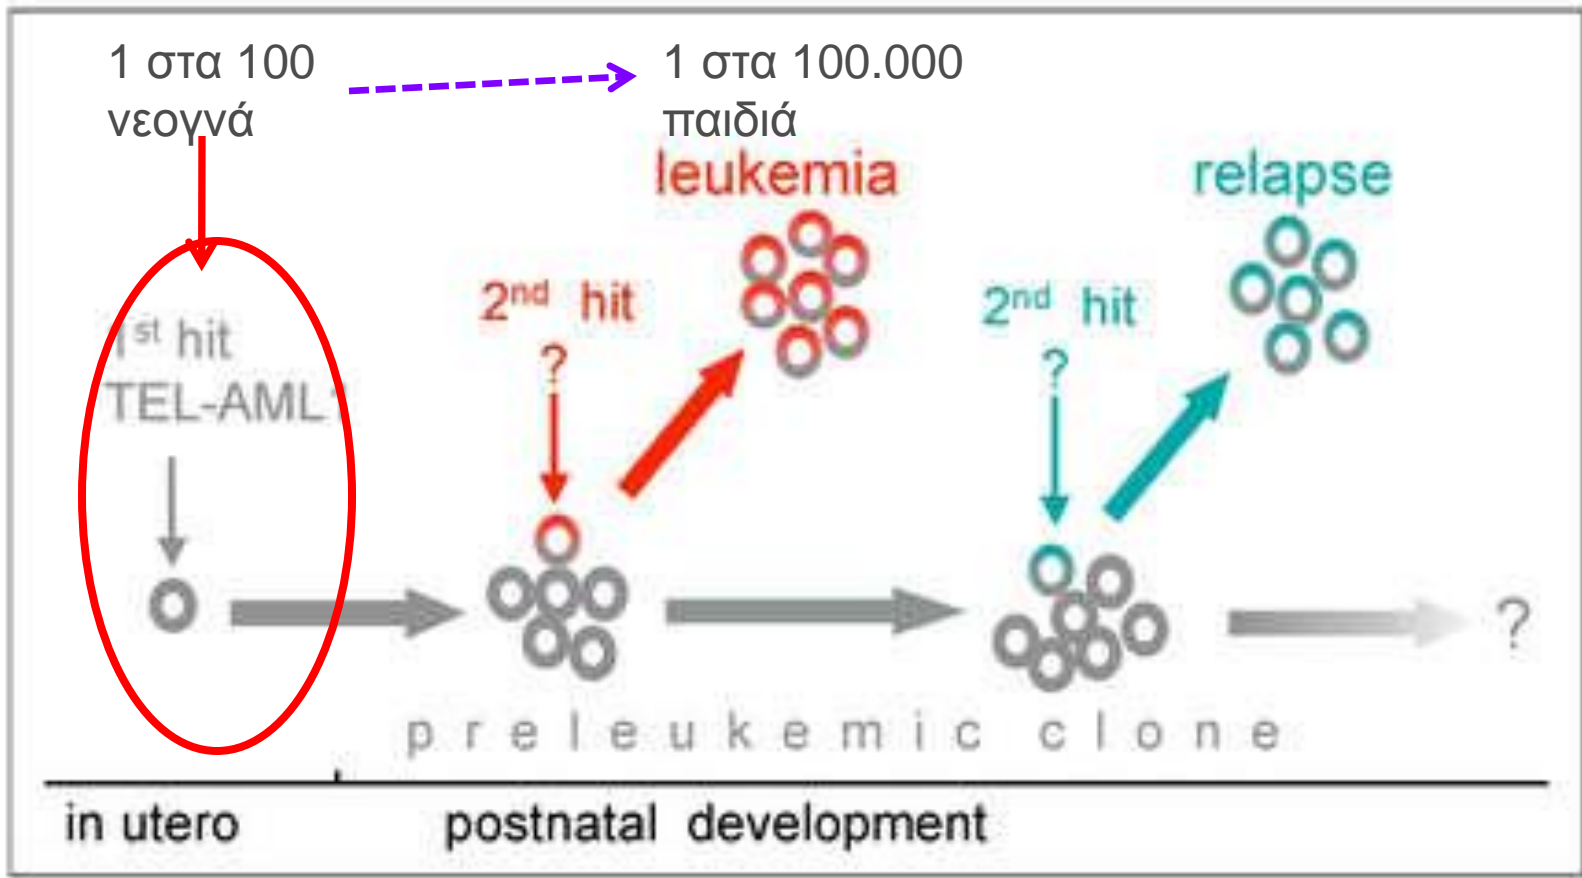 1 στα 100
νεογνά
1 στα 100.000
παιδιά
leukemia
relapse
2nd hit
?
2nd hit
?
1st hit
TEL-AML1
?
preleukemic clone
in utero
postnatal development